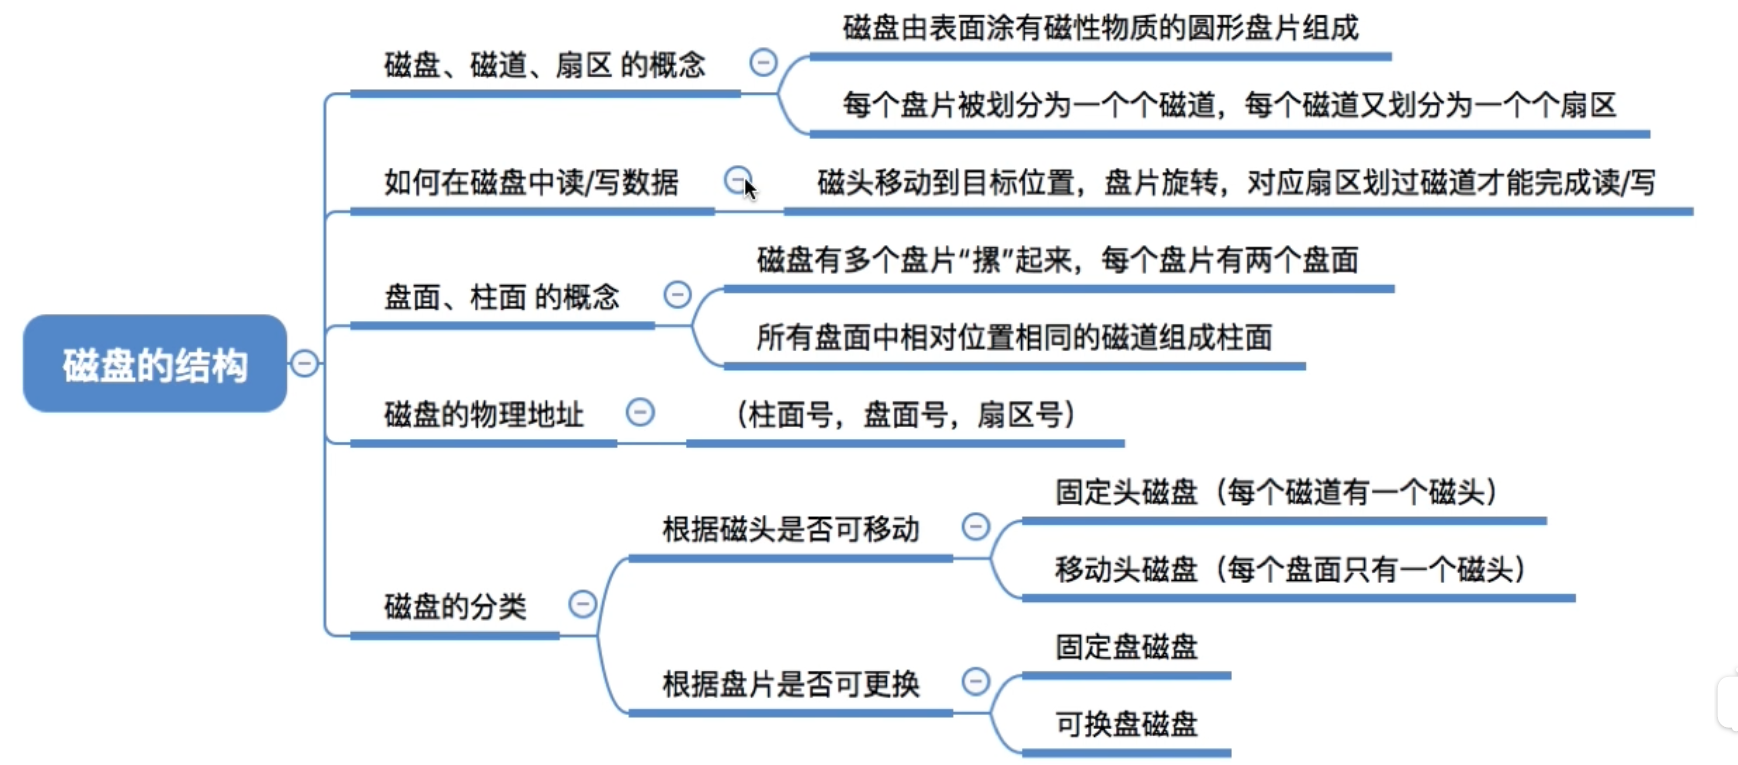 磁盘的结构
磁盘、磁道、扇区 的概念
磁盘由表面涂有磁性物质的圆形盘片组成
每个盘片被划分为一个个磁道，每个磁道又划分为一个个扇区
如何在磁盘中读/写数据
磁头移动到目标位置，盘片旋转，对应扇区划过磁道才能完成读/写
盘面、柱面 的概念
磁盘有多个盘片“摞”起来，每个盘片有两个盘面
所有盘面中相对位置相同的磁道组成柱面
磁盘的物理地址
（柱面号，盘面号，扇区号）
磁盘的分类
根据磁头是否可移动
固定头磁盘（每个磁道有一个磁头）
移动头磁盘（每个盘面只有一个磁头）
根据盘片是否可更换
固定盘磁盘
可换盘磁盘